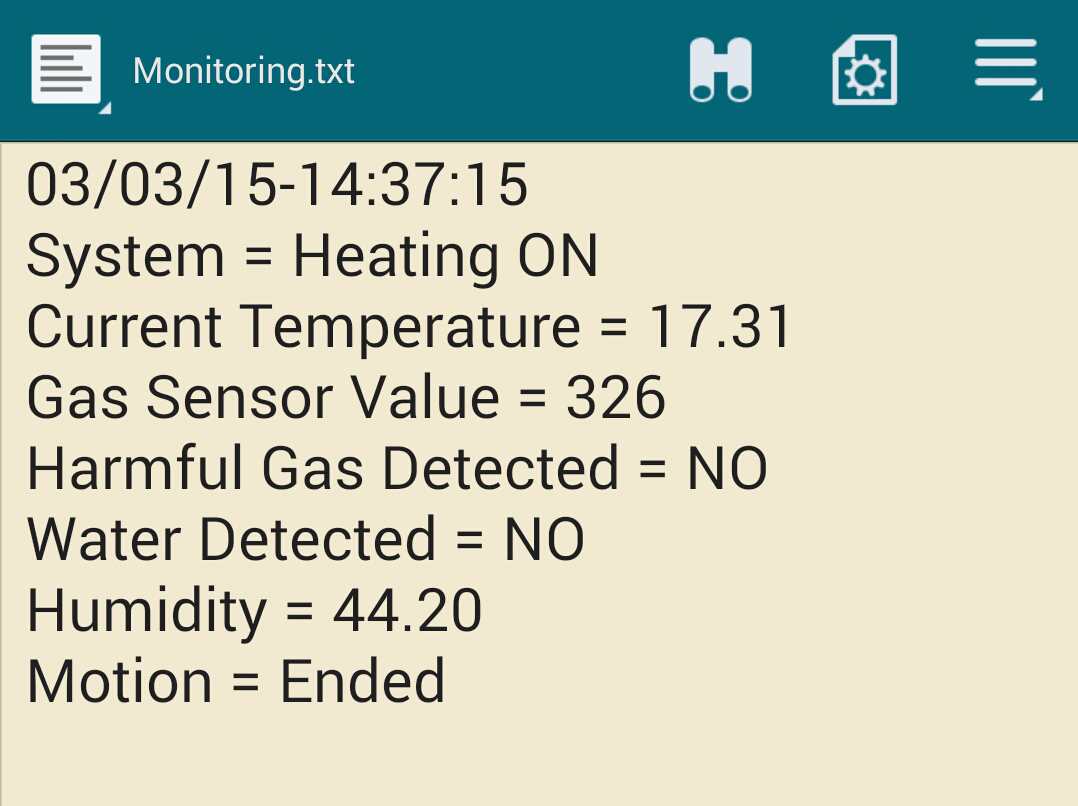 Monitoring.txt
03/03/15-14:37:15
System = Heating ON
Current Temperature = 17.31
Gas Sensor Value = 326
Harmful Gas Detected = NO
Water Detected = NO
Humidity = 44.20
Motion = Ended